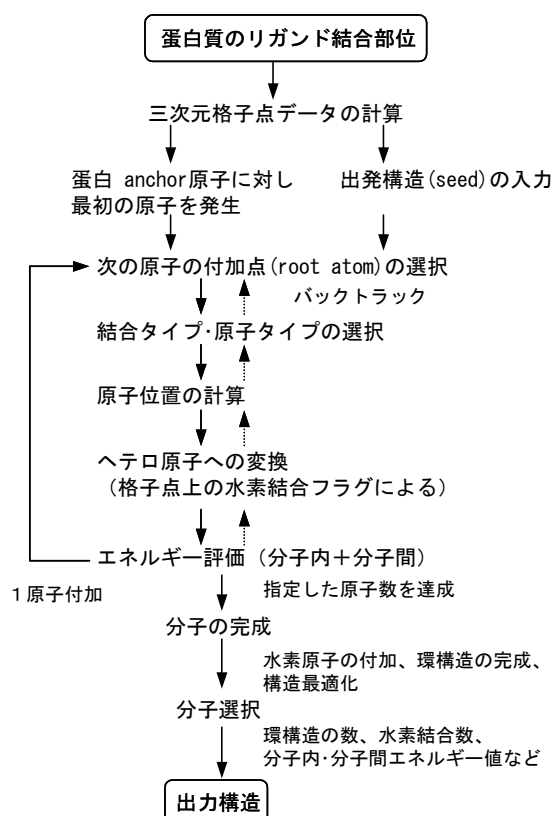 蛋白質のリガンド結合部位
三次元格子点データの計算
蛋白 anchor原子に対し
最初の原子を発生
出発構造(seed)の入力
次の原子の付加点(root atom)の選択
バックトラック
結合タイプ・原子タイプの選択
原子位置の計算
ヘテロ原子への変換
（格子点上の水素結合フラグによる）
エネルギー評価（分子内＋分子間）
１原子付加
指定した原子数を達成
分子の完成
水素原子の付加、環構造の完成、
構造最適化
分子選択
環構造の数、水素結合数、
分子内・分子間エネルギー値など
出力構造